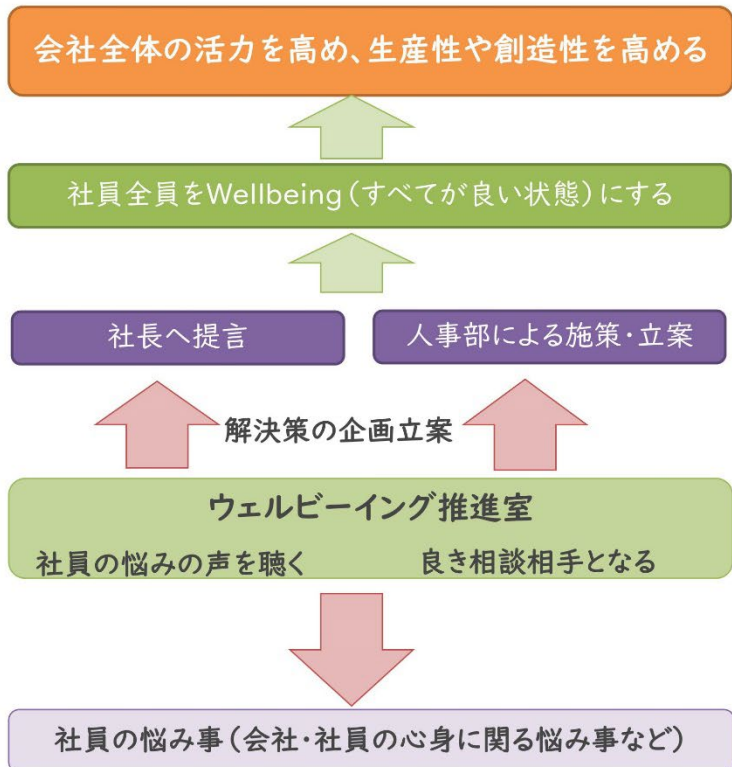 会社全体の活力を高め、生産性や創造性を高める
社員全員をWellbeing(すべてが良い状態)にする
社長へ提言
人事部による施策・立案
解決策の企画立案
ウェルビーイング推進室
社員の悩みの声を聴く
良き相談相手となる
社員の悩み事(会社・社員の心身に関る悩み事など)